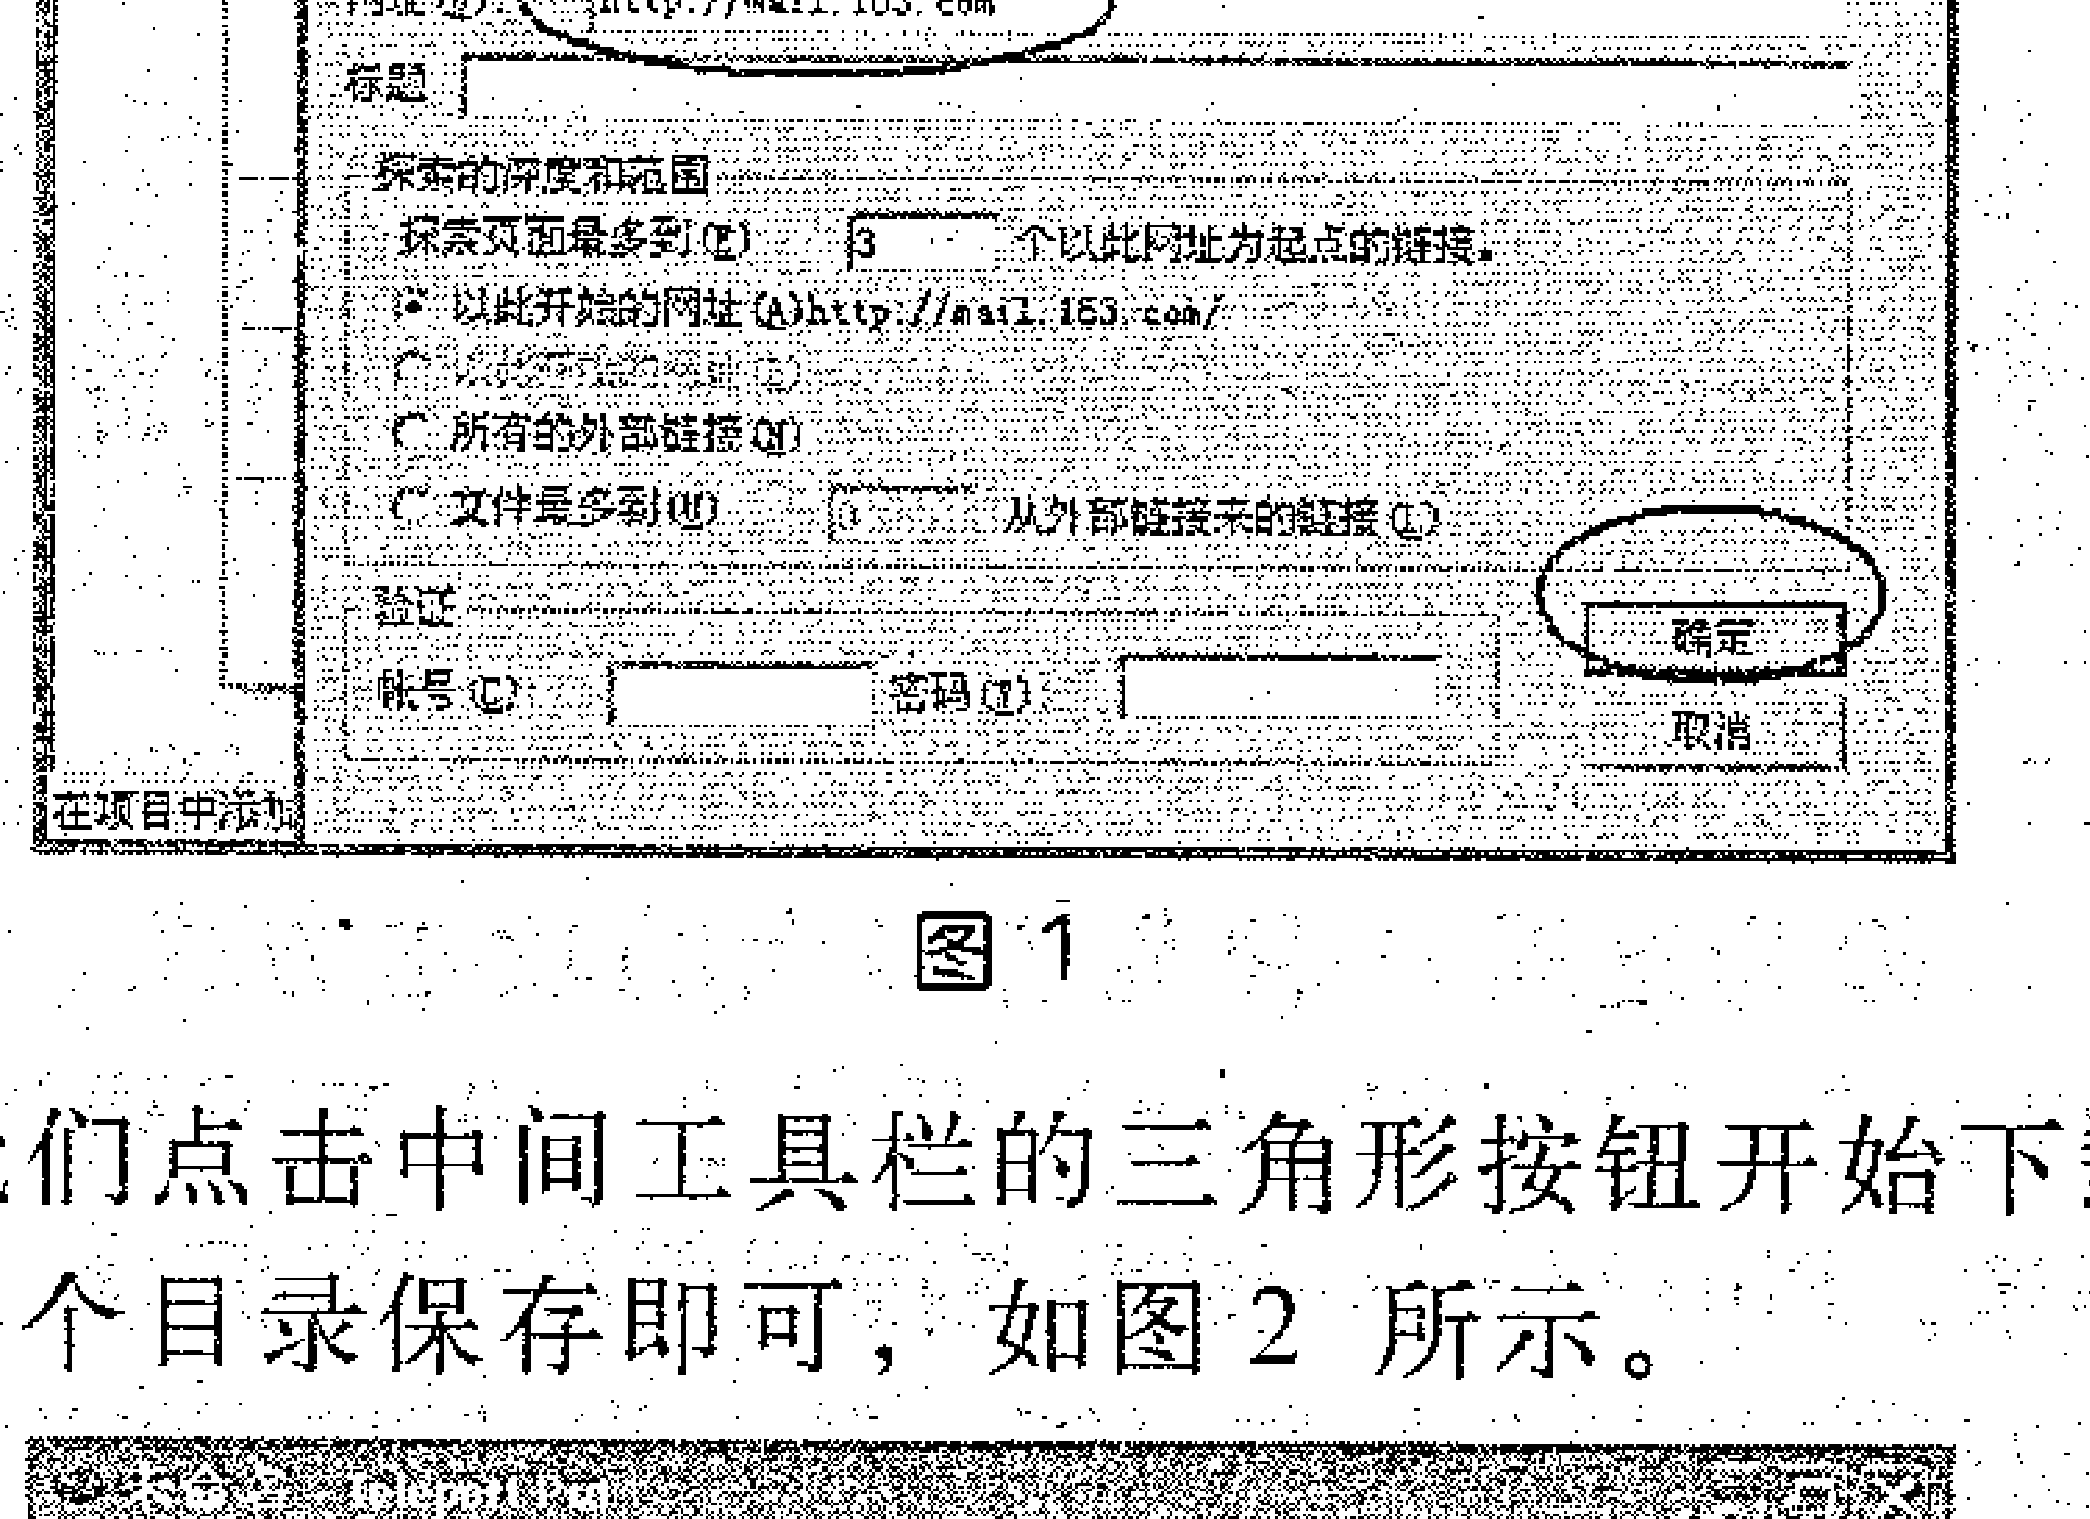 http://mail.163.com
标题
探索的深度和范围
探索页面最多到(E) 3 个以此网址为起点的链接。
以此开始的网址(A)http://mail.163.com/
所有的外部链接(N)
文件最多到(U) 从外部链接来的链接(L)
验证
确定
帐号(C) 密码(P)
取消
在项目中添加
图 1
们点击中间工具栏的三角形按钮开始下
个目录保存即可，如图 2 所示。